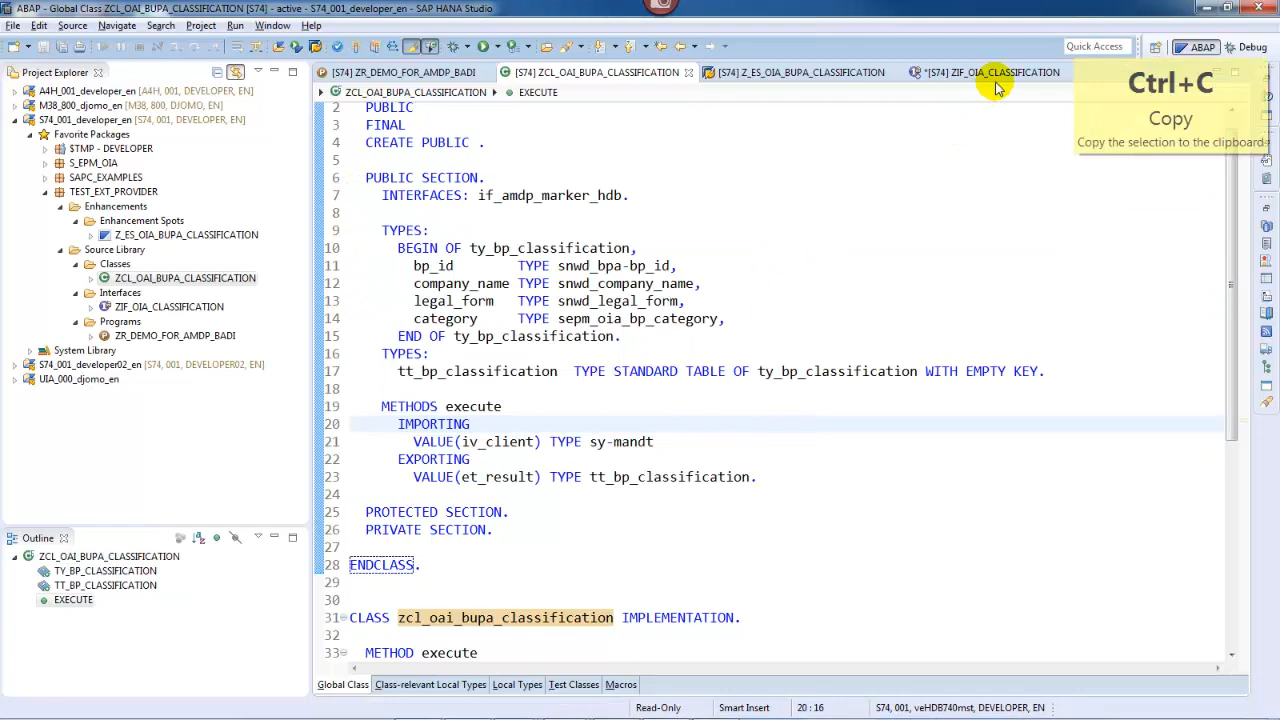 ABAP - Global Class ZCL_OAI_BUPA_CLASSIFICATION [S74] - active - S74_001_developer_en - SAP HANA Studio
File Edit Source Navigate Search Project Run Window Help
Quick Access ABAP Debug
Project Explorer
[S74] ZR_DEMO_FOR_AMDP_BADI [S74] ZCL_OAI_BUPA_CLASSIFICATION [S74] Z_ES_OIA_BUPA_CLASSIFICATION *[S74] ZIF_OIA_CLASSIFICATION
ZCL_OAI_BUPA_CLASSIFICATION EXECUTE
Ctrl+C
Copy
Copy the selection to the clipboard
A4H_001_developer_en [A4H, 001, DEVELOPER, EN]
M38_800_djomo_en [M38, 800, DJOMO, EN]
S74_001_developer_en [S74, 001, DEVELOPER, EN]
Favorite Packages
$TMP - DEVELOPER
S_EPM_OIA
SAPC_EXAMPLES
TEST_EXT_PROVIDER
Enhancements
Enhancement Spots
Z_ES_OIA_BUPA_CLASSIFICATION
Source Library
Classes
ZCL_OAI_BUPA_CLASSIFICATION
Interfaces
ZIF_OIA_CLASSIFICATION
Programs
ZR_DEMO_FOR_AMDP_BADI
System Library
S74_001_developer02_en [S74, 001, DEVELOPER02, EN]
UIA_000_djomo_en
2 PUBLIC
3 FINAL
4 CREATE PUBLIC .
5
6 PUBLIC SECTION.
7 INTERFACES: if_amdp_marker_hdb.
8
9 TYPES:
10 BEGIN OF ty_bp_classification,
11 bp_id TYPE snwd_bpa-bp_id,
12 company_name TYPE snwd_company_name,
13 legal_form TYPE snwd_legal_form,
14 category TYPE sepm_oia_bp_category,
15 END OF ty_bp_classification.
16 TYPES:
17 tt_bp_classification TYPE STANDARD TABLE OF ty_bp_classification WITH EMPTY KEY.
18
19 METHODS execute
20 IMPORTING
21 VALUE(iv_client) TYPE sy-mandt
22 EXPORTING
23 VALUE(et_result) TYPE tt_bp_classification.
24
25 PROTECTED SECTION.
26 PRIVATE SECTION.
27
28 ENDCLASS.
29
30
31 CLASS zcl_oai_bupa_classification IMPLEMENTATION.
32
33 METHOD execute
Outline
ZCL_OAI_BUPA_CLASSIFICATION
TY_BP_CLASSIFICATION
TT_BP_CLASSIFICATION
EXECUTE
Global Class Class-relevant Local Types Local Types Test Classes Macros
Read-Only Smart Insert 20 : 16 S74, 001, veHDB740mst, DEVELOPER, EN